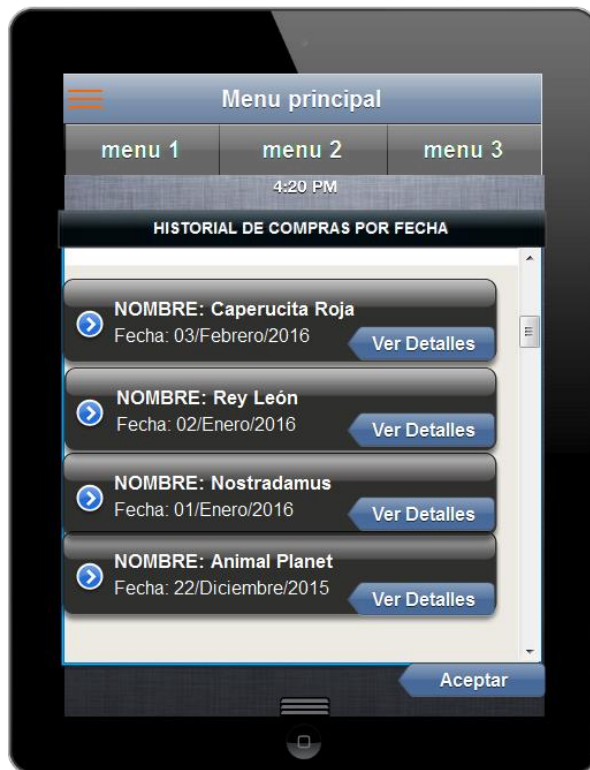 Menu principal
menu 1 menu 2 menu 3
4:20 PM
HISTORIAL DE COMPRAS POR FECHA
NOMBRE: Caperucita Roja
Fecha: 03/Febrero/2016
Ver Detalles
NOMBRE: Rey León
Fecha: 02/Enero/2016
Ver Detalles
NOMBRE: Nostradamus
Fecha: 01/Enero/2016
Ver Detalles
NOMBRE: Animal Planet
Fecha: 22/Diciembre/2015
Ver Detalles
Aceptar